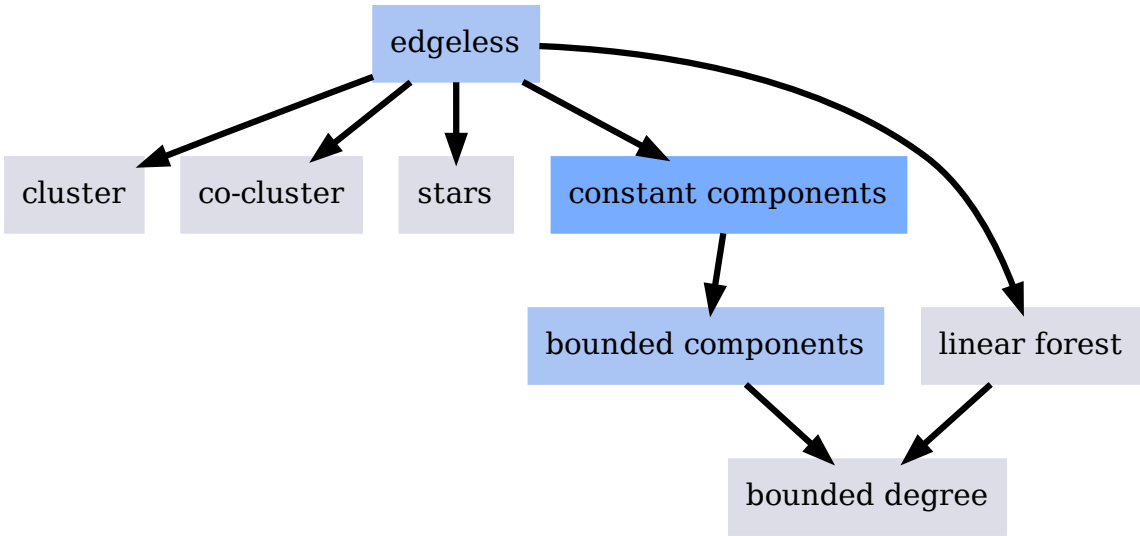 edgeless
cluster
co-cluster
stars
constant components
bounded components
linear forest
bounded degree